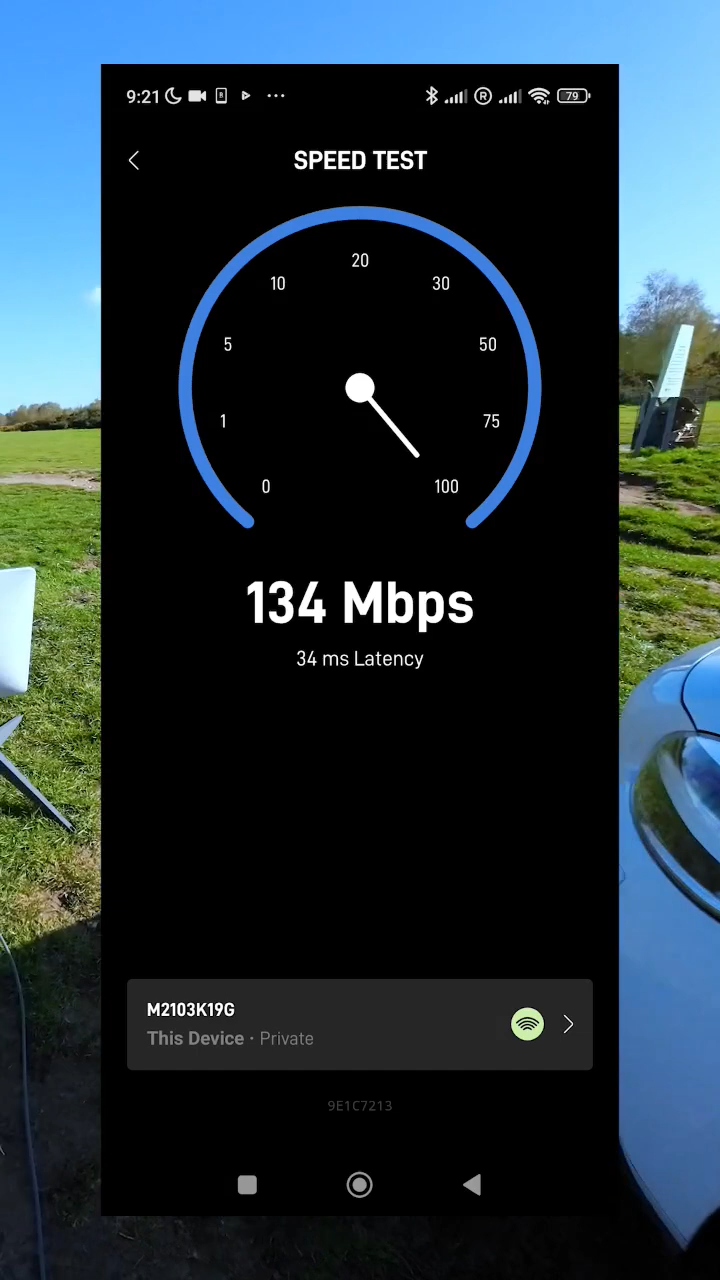 9:21
79
SPEED TEST
20
10
30
5
50
1
75
0
100
134 Mbps
34 ms Latency
M2103K19G
This Device · Private
9E1C7213